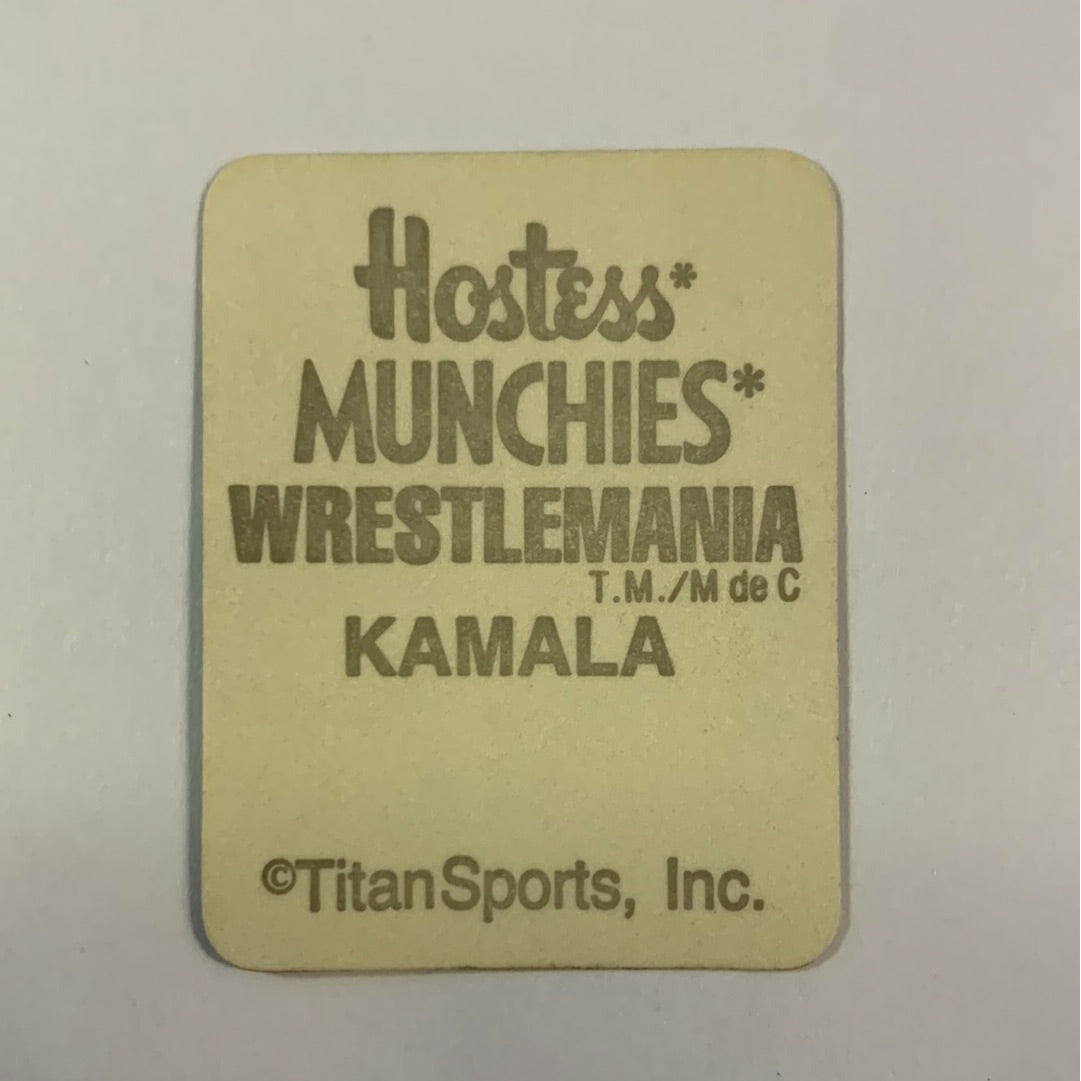 Hostess*
MUNCHIES*
WRESTLEMANIA
T.M./M de C
KAMALA
©TitanSports, Inc.